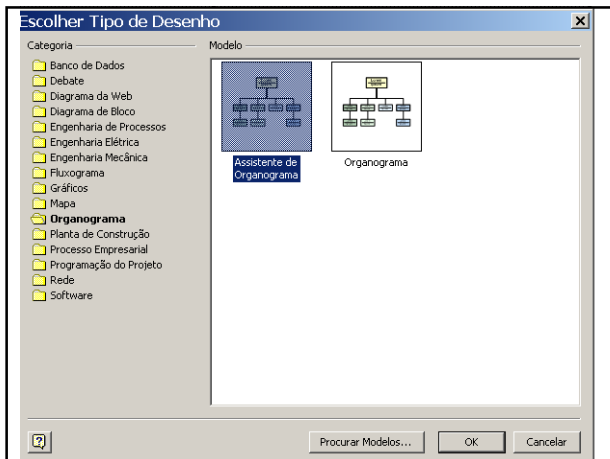 Escolher Tipo de Desenho
Categoria
Modelo
Banco de Dados
Debate
Diagrama da Web
Diagrama de Bloco
Engenharia de Processos
Engenharia Elétrica
Engenharia Mecânica
Fluxograma
Gráficos
Mapa
Organograma
Planta de Construção
Processo Empresarial
Programação do Projeto
Rede
Software
Assistente de
Organograma
Organograma
Procurar Modelos...
OK
Cancelar